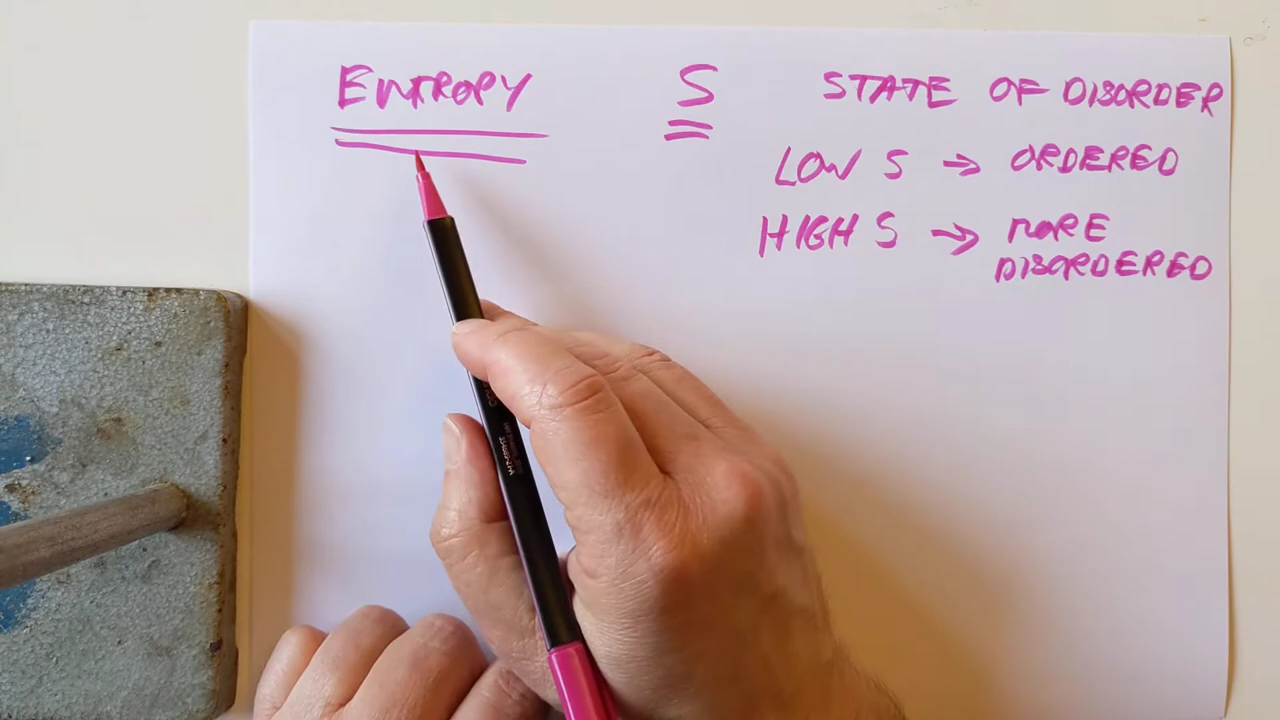 ENTROPY S STATE OF DISORDER
LOW S → ORDERED
HIGH S → MORE
DISORDERED